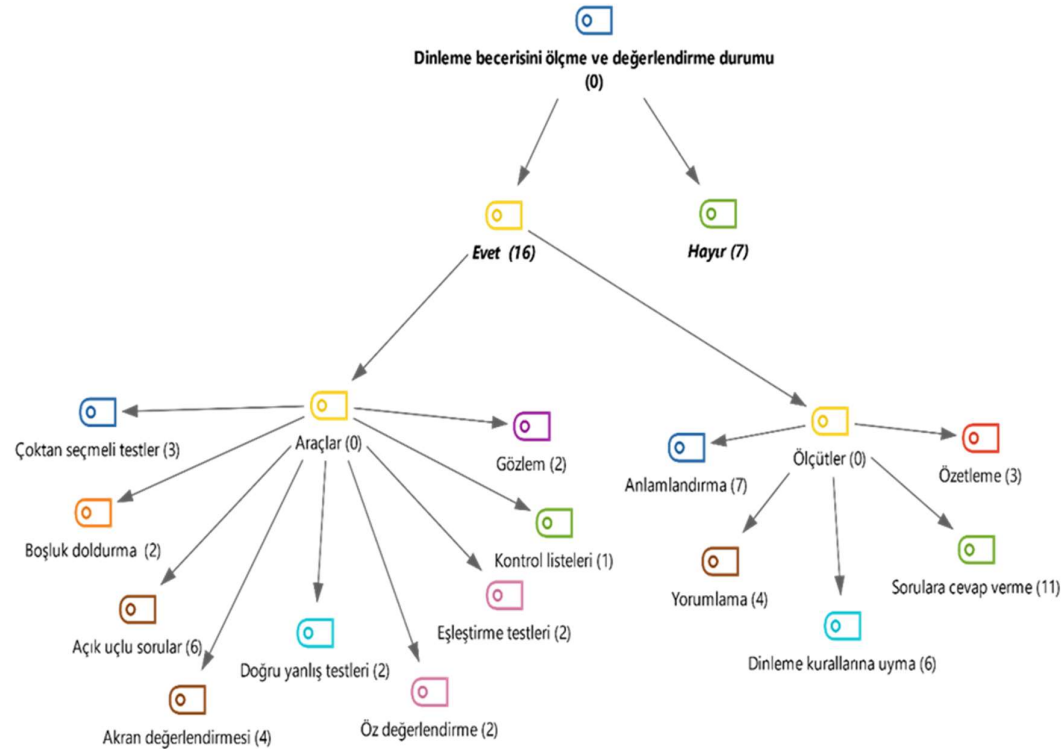 Dinleme becerisini ölçme ve değerlendirme durumu
(0)
Evet (16)
Hayır (7)
Araçlar (0)
Çoktan seçmeli testler (3)
Boşluk doldurma (2)
Açık uçlu sorular (6)
Akran değerlendirmesi (4)
Doğru yanlış testleri (2)
Öz değerlendirme (2)
Eşleştirme testleri (2)
Kontrol listeleri (1)
Gözlem (2)
Ölçütler (0)
Anlamlandırma (7)
Yorumlama (4)
Dinleme kurallarına uyma (6)
Sorulara cevap verme (11)
Özetleme (3)